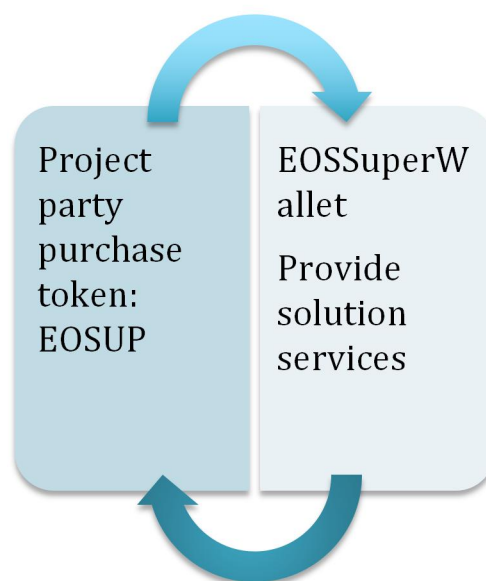 Project
party
purchase
token:
EOSUP
EOSSuperW
allet
Provide
solution
services